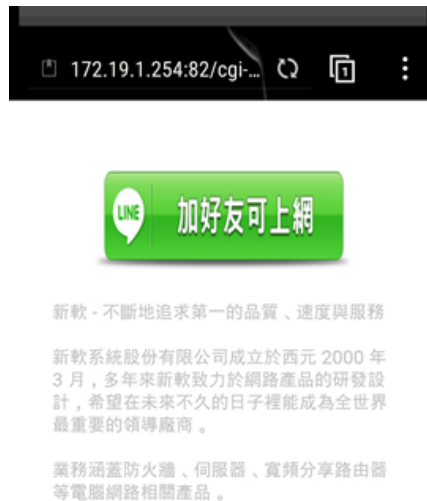 172.19.1.254:82/cgi-...
1
LINE
加好友可上網
新軟 - 不斷地追求第一的品質、速度與服務
新軟系統股份有限公司成立於西元 2000 年
3 月，多年來新軟致力於網路產品的研發設
計，希望在未來不久的日子裡能成為全世界
最重要的領導廠商。
業務涵蓋防火牆、伺服器、寬頻分享路由器
等電腦網路相關產品。